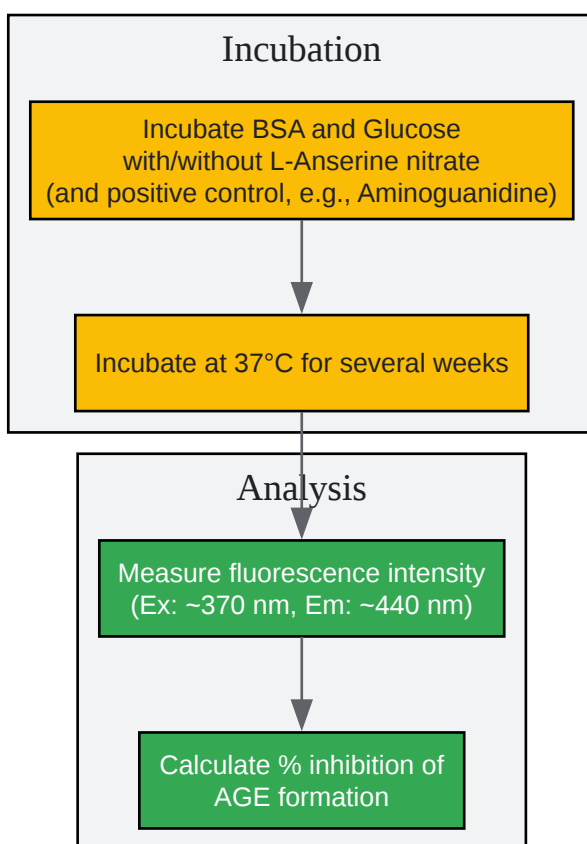 Incubation
Incubate BSA and Glucose
with/without L-Anserine nitrate
(and positive control, e.g., Aminoguanidine)
Incubate at 37°C for several weeks
Analysis
Measure fluorescence intensity
(Ex: ~370 nm, Em: ~440 nm)
Calculate % inhibition of
AGE formation